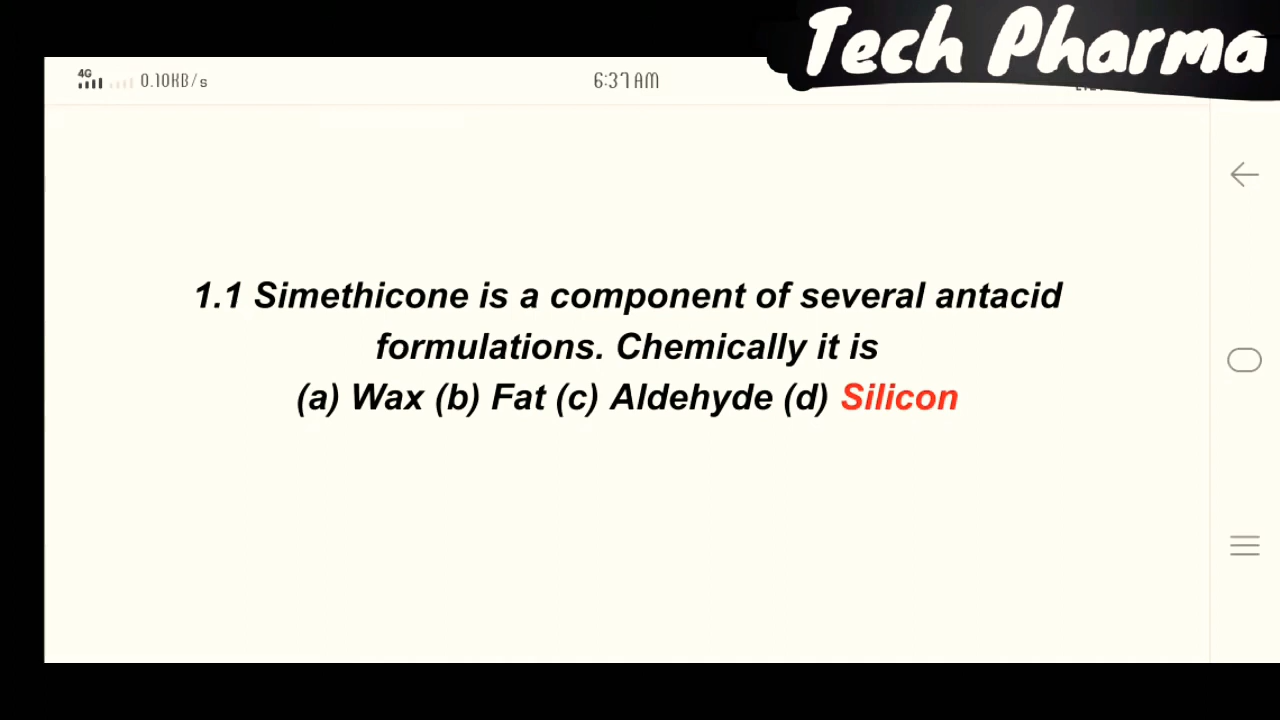 Tech Pharma
4G 0.10KB/s 6:37 AM
1.1 Simethicone is a component of several antacid
formulations. Chemically it is
(a) Wax (b) Fat (c) Aldehyde (d) Silicon